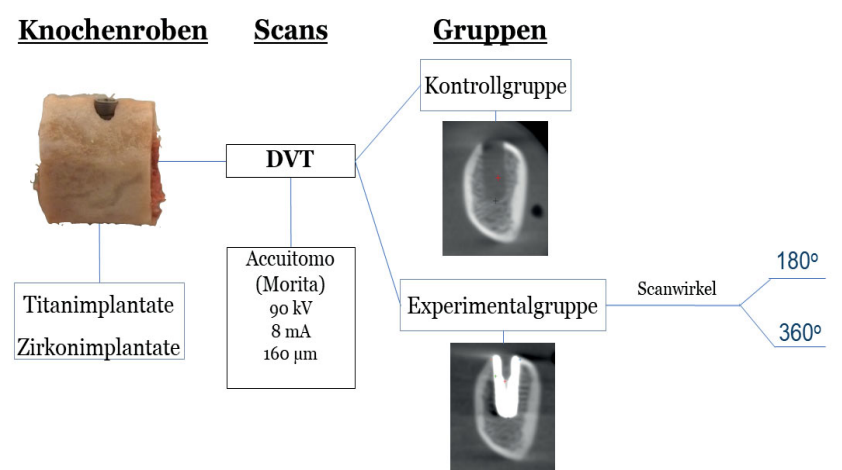 Knochenroben
Scans
Gruppen
Kontrollgruppe
DVT
Accuitomo
(Morita)
90 kV
8 mA
160 µm
Titanimplantate
Zirkonimplantate
Experimentalgruppe
Scanwirkel
180º
360º